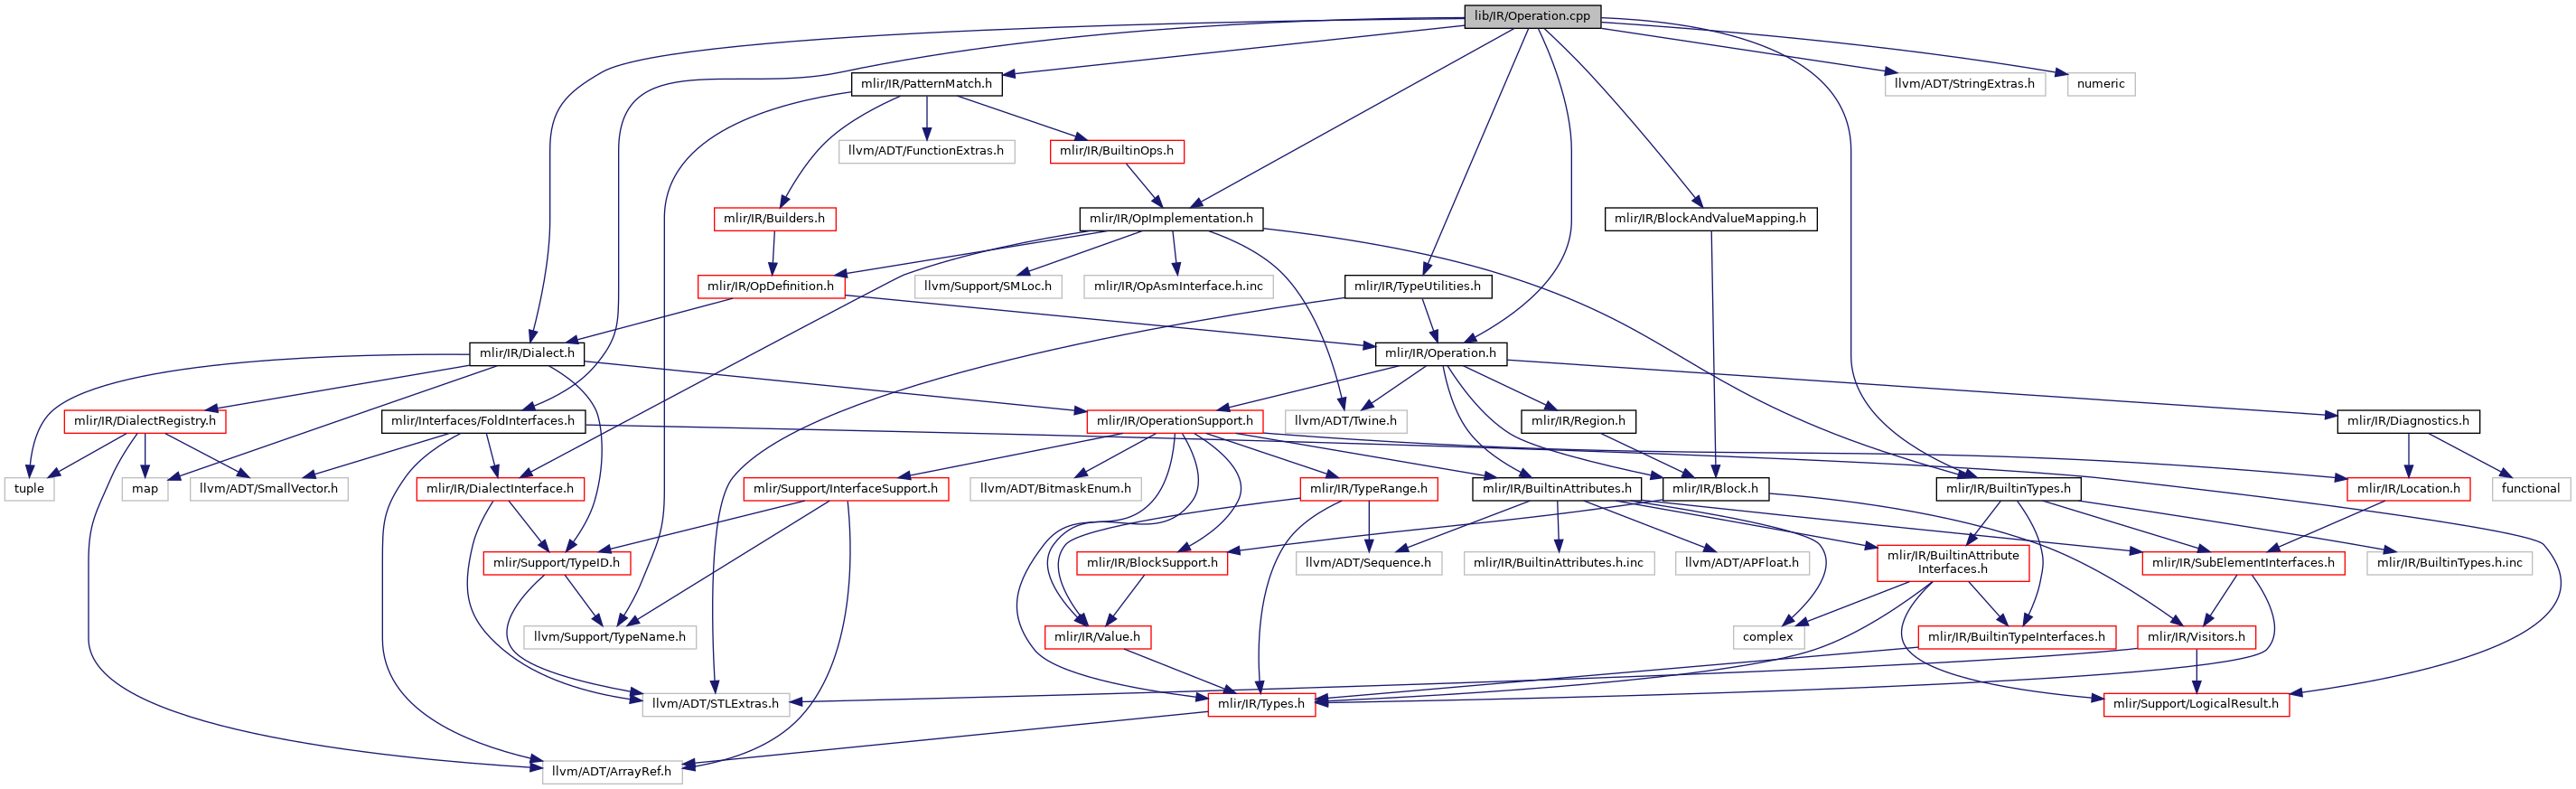 lib/IR/Operation.cpp
mlir/IR/PatternMatch.h
llvm/ADT/StringExtras.h
numeric
llvm/ADT/FunctionExtras.h
mlir/IR/BuiltinOps.h
mlir/IR/Builders.h
mlir/IR/OpImplementation.h
mlir/IR/BlockAndValueMapping.h
mlir/IR/OpDefinition.h
llvm/Support/SMLoc.h
mlir/IR/OpAsmInterface.h.inc
mlir/IR/TypeUtilities.h
mlir/IR/Dialect.h
mlir/IR/Operation.h
mlir/IR/DialectRegistry.h
mlir/Interfaces/FoldInterfaces.h
mlir/IR/OperationSupport.h
llvm/ADT/Twine.h
mlir/IR/Region.h
mlir/IR/Diagnostics.h
tuple
map
llvm/ADT/SmallVector.h
mlir/IR/DialectInterface.h
mlir/Support/InterfaceSupport.h
llvm/ADT/BitmaskEnum.h
mlir/IR/TypeRange.h
mlir/IR/BuiltinAttributes.h
mlir/IR/Block.h
mlir/IR/BuiltinTypes.h
mlir/IR/Location.h
functional
mlir/Support/TypeID.h
mlir/IR/BlockSupport.h
llvm/ADT/Sequence.h
mlir/IR/BuiltinAttributes.h.inc
llvm/ADT/APFloat.h
mlir/IR/BuiltinAttribute
Interfaces.h
mlir/IR/SubElementInterfaces.h
mlir/IR/BuiltinTypes.h.inc
llvm/Support/TypeName.h
mlir/IR/Value.h
complex
mlir/IR/BuiltinTypeInterfaces.h
mlir/IR/Visitors.h
llvm/ADT/STLExtras.h
mlir/IR/Types.h
mlir/Support/LogicalResult.h
llvm/ADT/ArrayRef.h